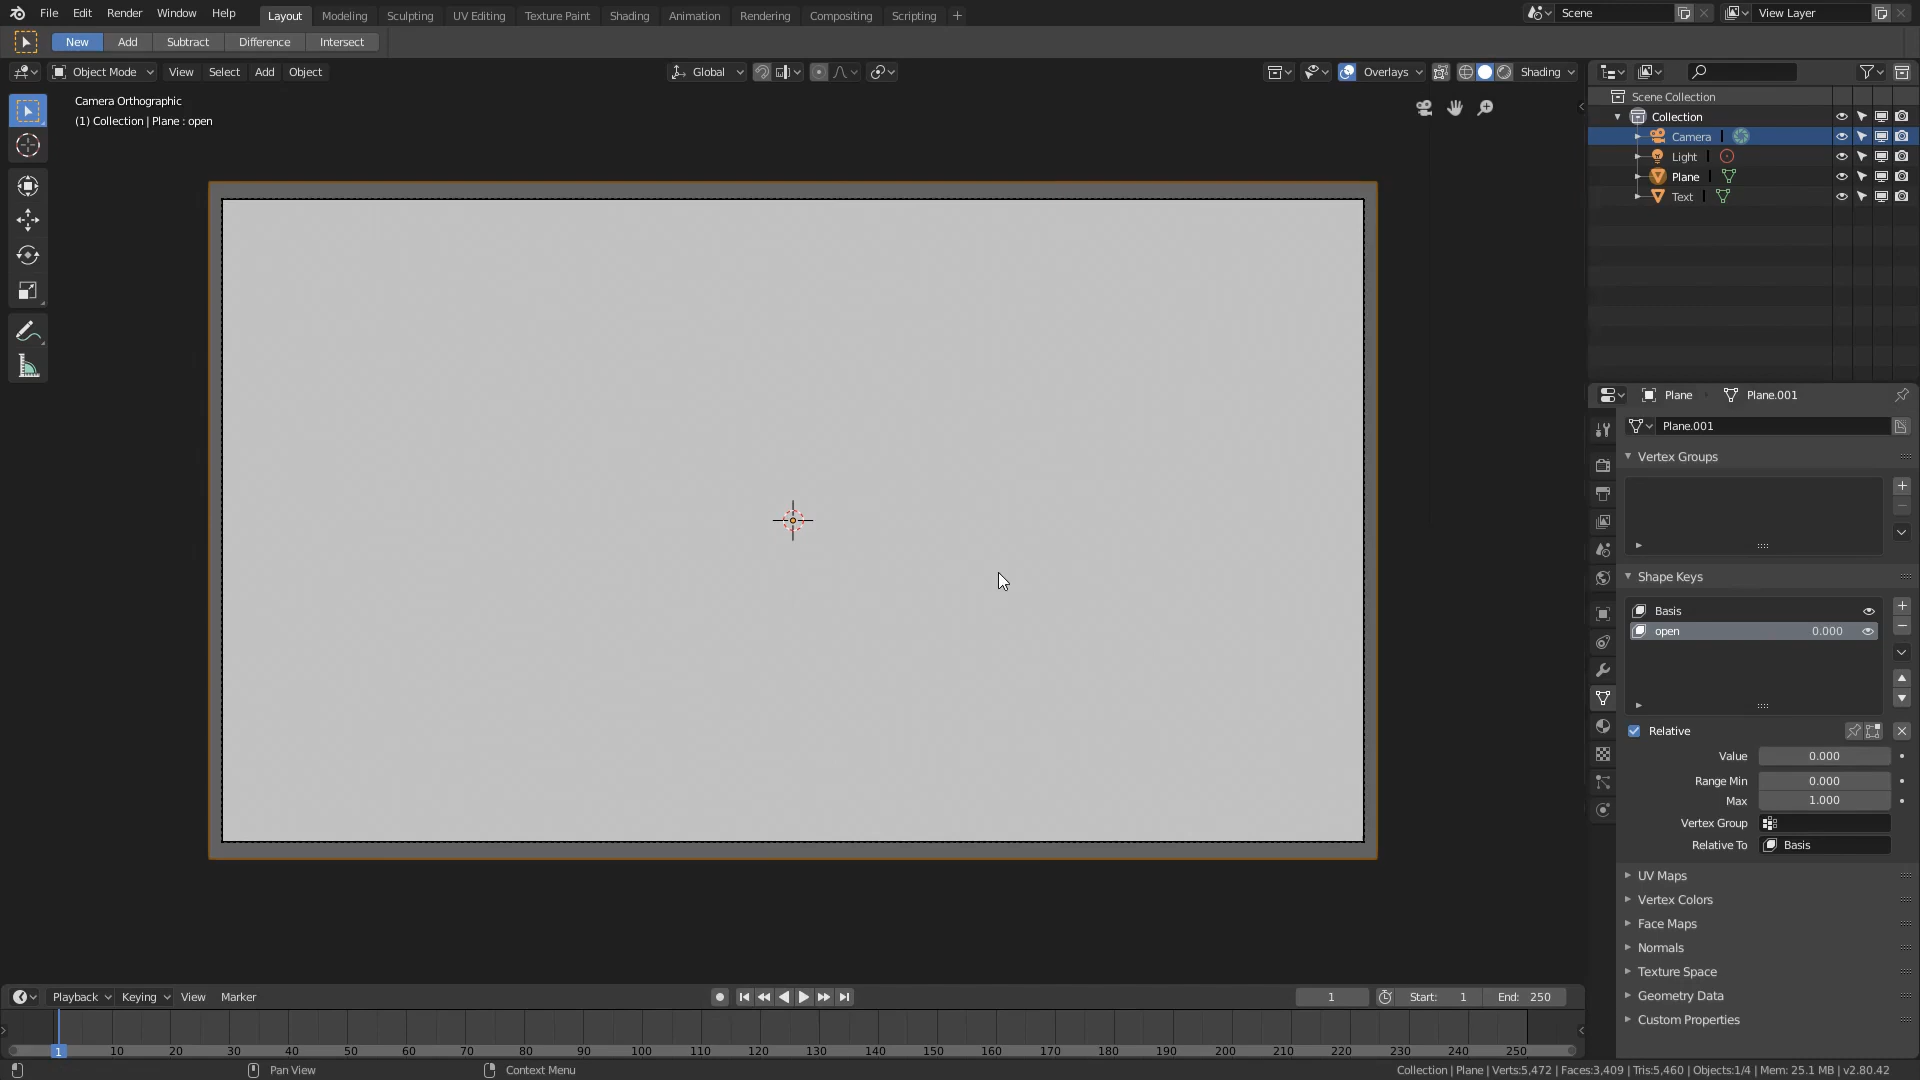 File Edit Render Window Help Layout Modeling Sculpting UV Editing Texture Paint Shading Animation Rendering Compositing Scripting + Scene View Layer
New Add Subtract Difference Intersect
Object Mode View Select Add Object Global Overlays Shading
Camera Orthographic
(1) Collection | Plane : open
Scene Collection
Collection
Camera
Light
Plane
Text
Plane Plane.001
Plane.001
Vertex Groups
Shape Keys
Basis
open 0.000
Relative
Value 0.000
Range Min 0.000
Max 1.000
Vertex Group
Relative To Basis
UV Maps
Vertex Colors
Face Maps
Normals
Texture Space
Geometry Data
Custom Properties
Playback Keying View Marker 1 Start: 1 End: 250
1 10 20 30 40 50 60 70 80 90 100 110 120 130 140 150 160 170 180 190 200 210 220 230 240 250
Pan View Context Menu Collection | Plane | Verts:5,472 | Faces:3,409 | Tris:5,460 | Objects:1/4 | Mem: 25.1 MB | v2.80.42